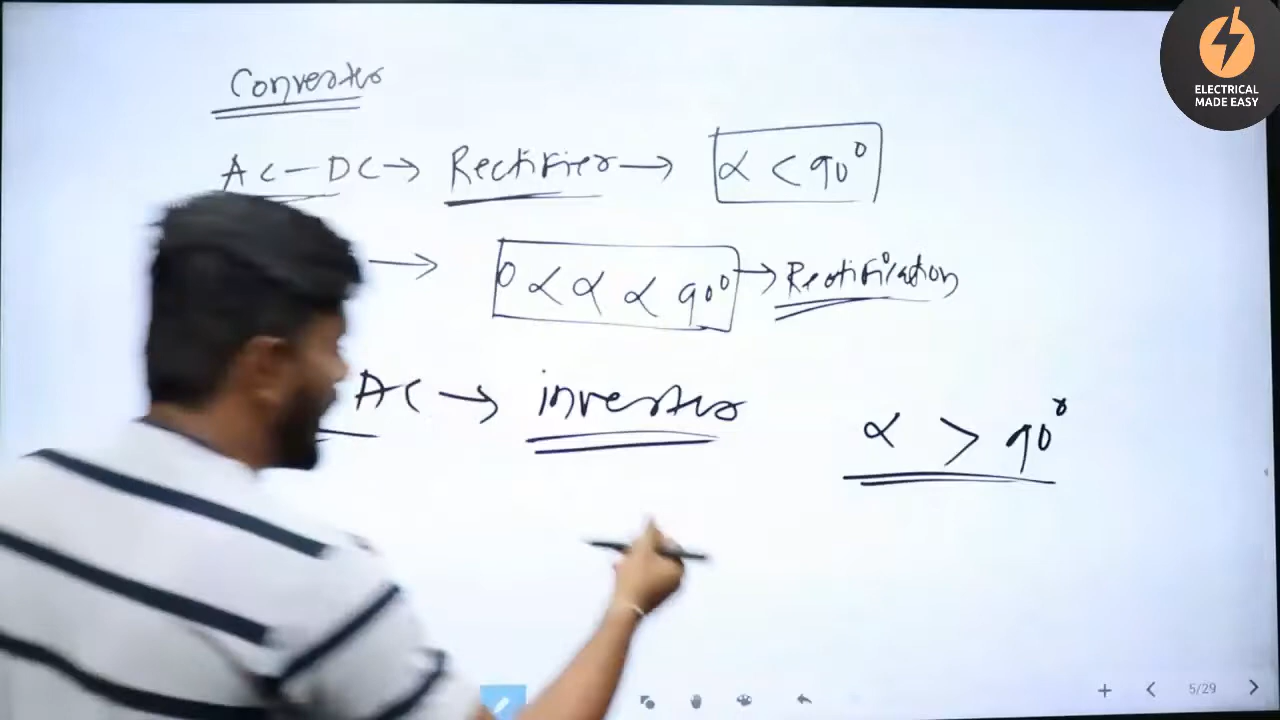 ELECTRICAL
MADE EASY
Converter
AC - DC → Rectifier → α < 90°
→ 0 < α < 90° → Rectification
AC → inverter α > 90°
5/29